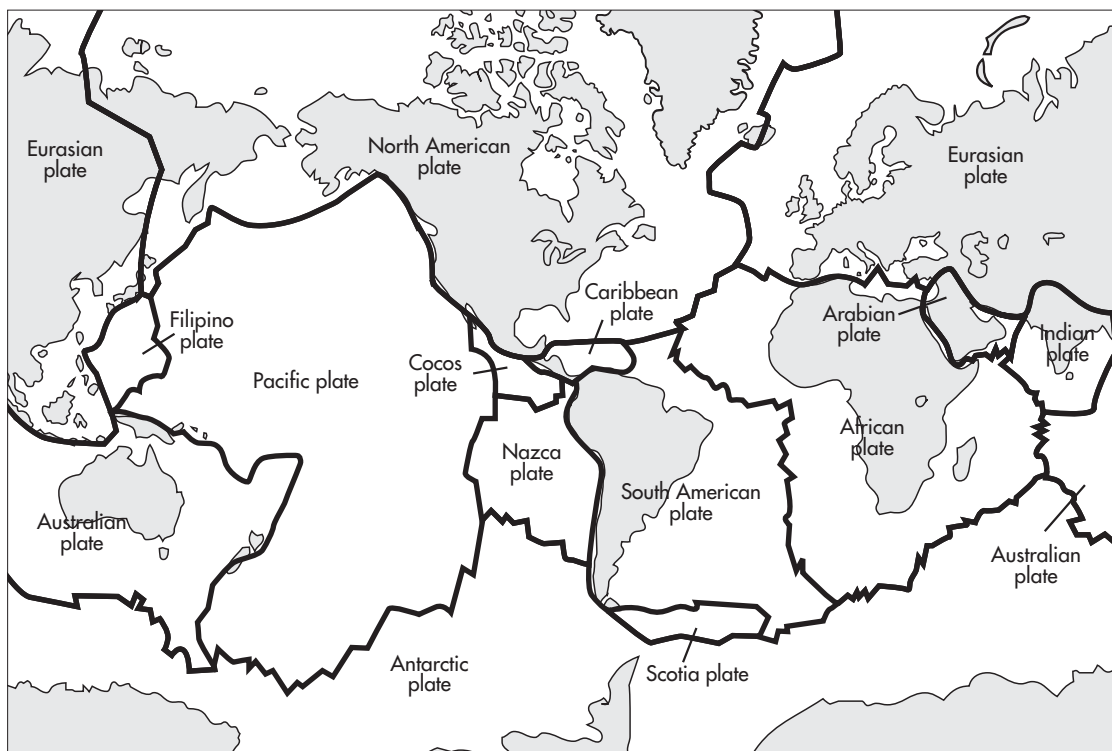 Eurasian
plate
North American
plate
Eurasian
plate
Caribbean
plate
Arabian
plate
Filipino
plate
Indian
plate
Cocos
plate
Pacific plate
African
plate
Nazca
plate
South American
plate
Australian
plate
Australian
plate
Antarctic
plate
Scotia plate